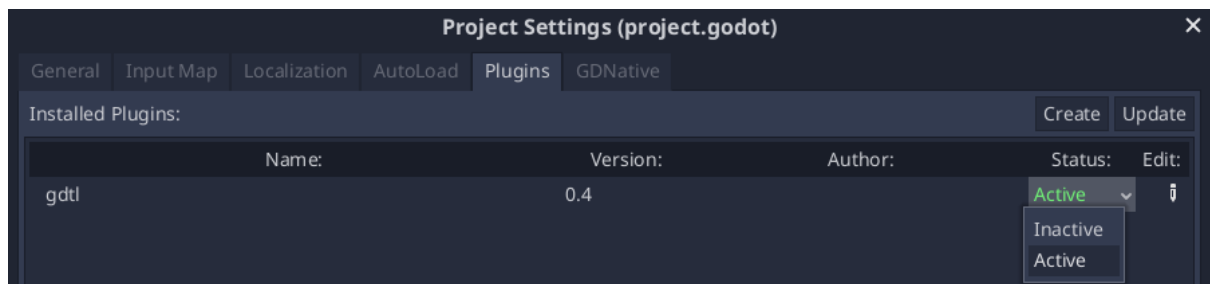 Project Settings (project.godot)
General Input Map Localization AutoLoad Plugins GDNative
Installed Plugins: Create Update
Name: Version: Author: Status: Edit:
gdtl 0.4 Active
Inactive
Active